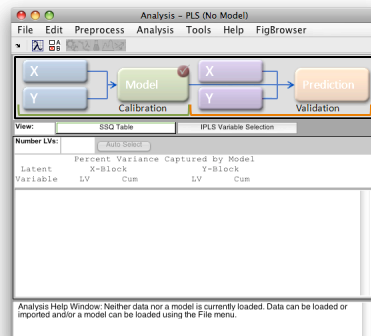 Analysis – PLS (No Model)
File Edit Preprocess Analysis Tools Help FigBrowser
X X
Model Prediction
Y Y
Calibration Validation
View: SSQ Table IPLS Variable Selection
Number LVs: Auto Select
Percent Variance Captured by Model
Latent X-Block Y-Block
Variable LV Cum LV Cum
Analysis Help Window: Neither data nor a model is currently loaded. Data can be loaded or
imported and/or a model can be loaded using the File menu.